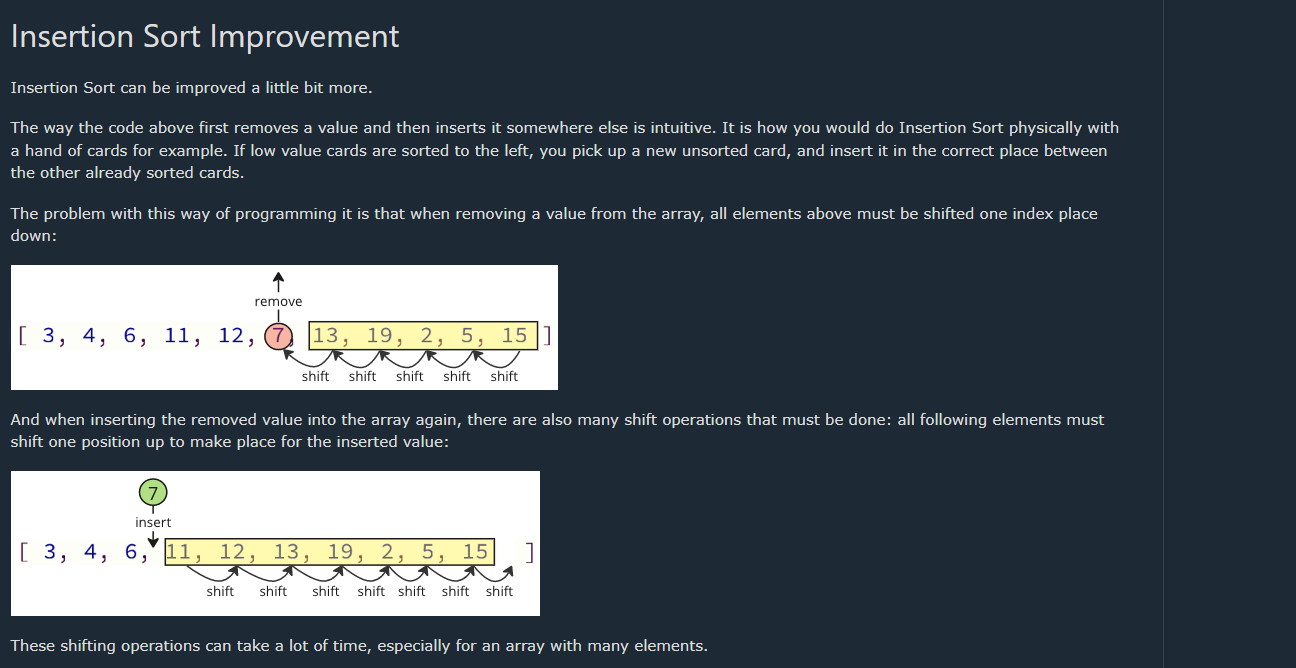 Insertion Sort Improvement
Insertion Sort can be improved a little bit more.
The way the code above first removes a value and then inserts it somewhere else is intuitive. It is how you would do Insertion Sort physically with
a hand of cards for example. If low value cards are sorted to the left, you pick up a new unsorted card, and insert it in the correct place between
the other already sorted cards.
The problem with this way of programming it is that when removing a value from the array, all elements above must be shifted one index place
down:
remove
[ 3, 4, 6, 11, 12, 7, 13, 19, 2, 5, 15 ]
shift shift shift shift shift
And when inserting the removed value into the array again, there are also many shift operations that must be done: all following elements must
shift one position up to make place for the inserted value:
7
insert
[ 3, 4, 6, 11, 12, 13, 19, 2, 5, 15 ]
shift shift shift shift shift shift shift
These shifting operations can take a lot of time, especially for an array with many elements.